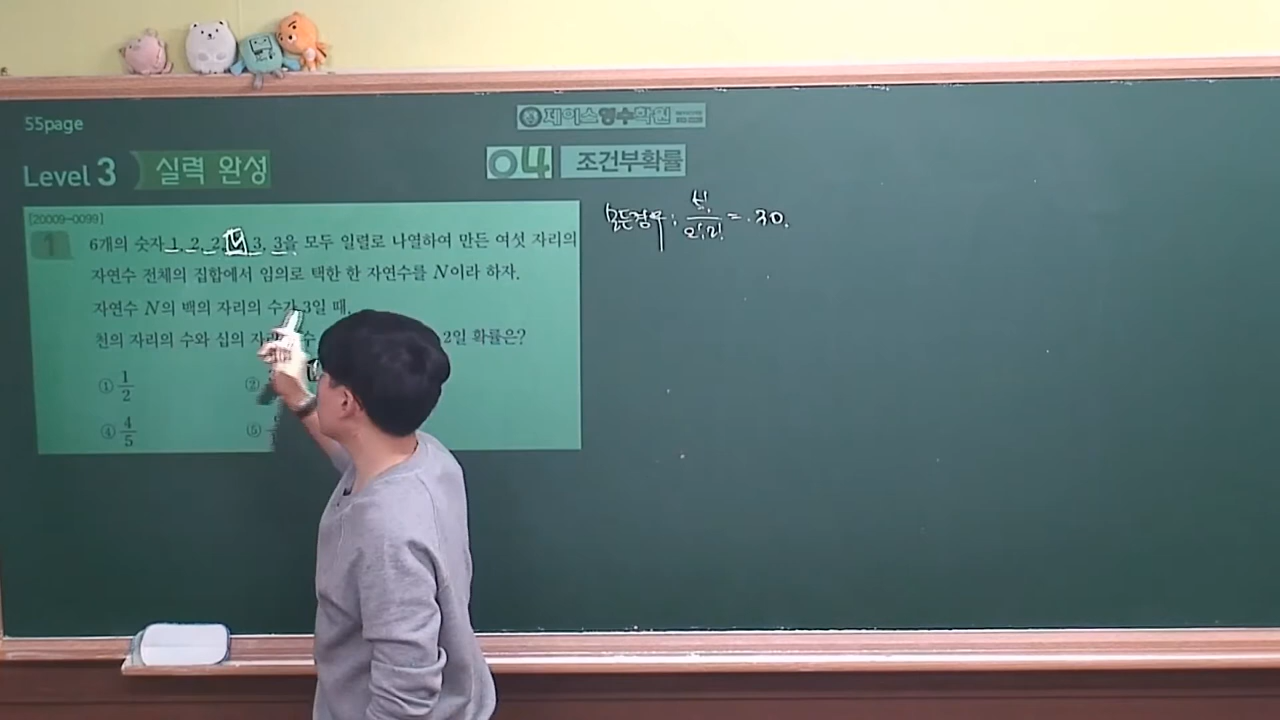 55page
제이스영수학원
Level 3 실력 완성
04 조건부확률
[20009-0099]
1
6개의 숫자 1, 2, 2, 3, 3을 모두 일렬로 나열하여 만든 여섯 자리의
모든경우 : 5! / 2!2! = 30.
자연수 전체의 집합에서 임의로 택한 한 자연수를 N이라 하자.
자연수 N의 백의 자리의 수가 3일 때,
천의 자리의 수와 십의 자리 수 2일 확률은?
① 1/2
②
④ 4/5
⑤